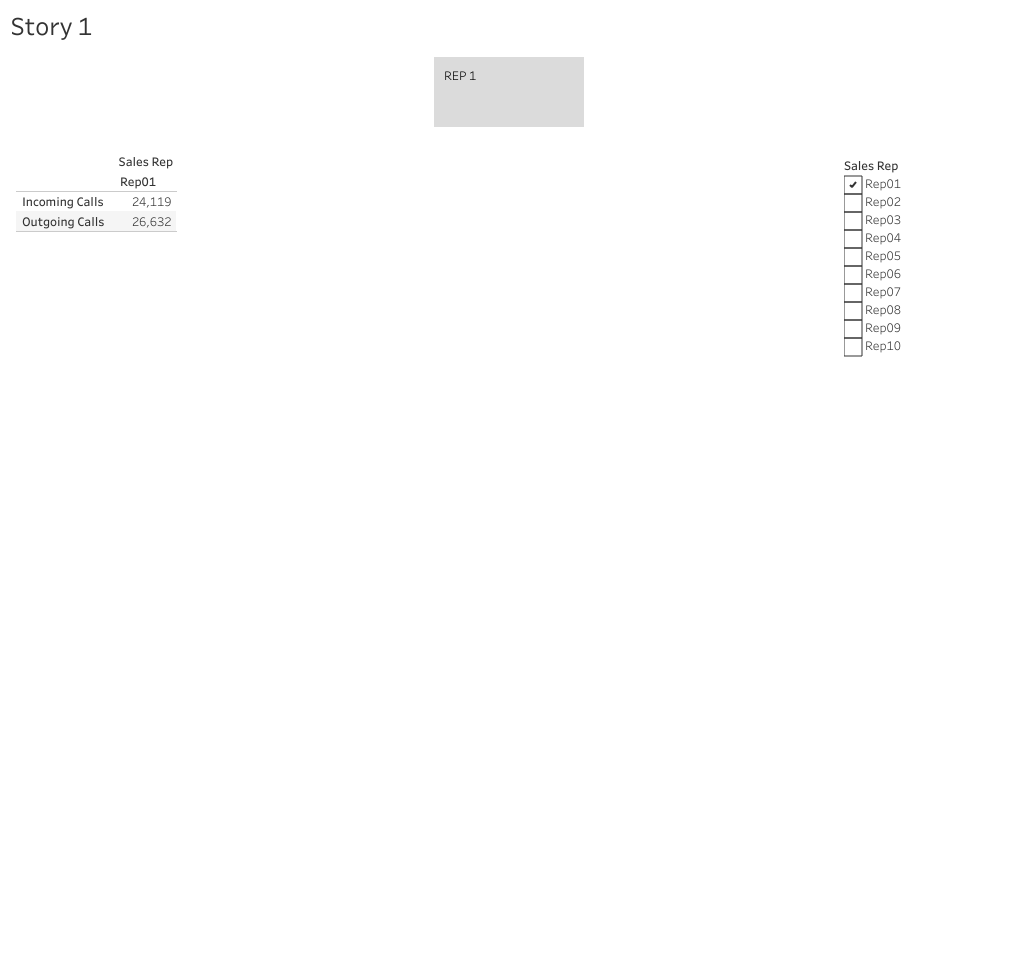 Story 1
REP 1
Sales Rep
Rep01
Incoming Calls 24,119
Outgoing Calls 26,632
Sales Rep
Rep01
Rep02
Rep03
Rep04
Rep05
Rep06
Rep07
Rep08
Rep09
Rep10